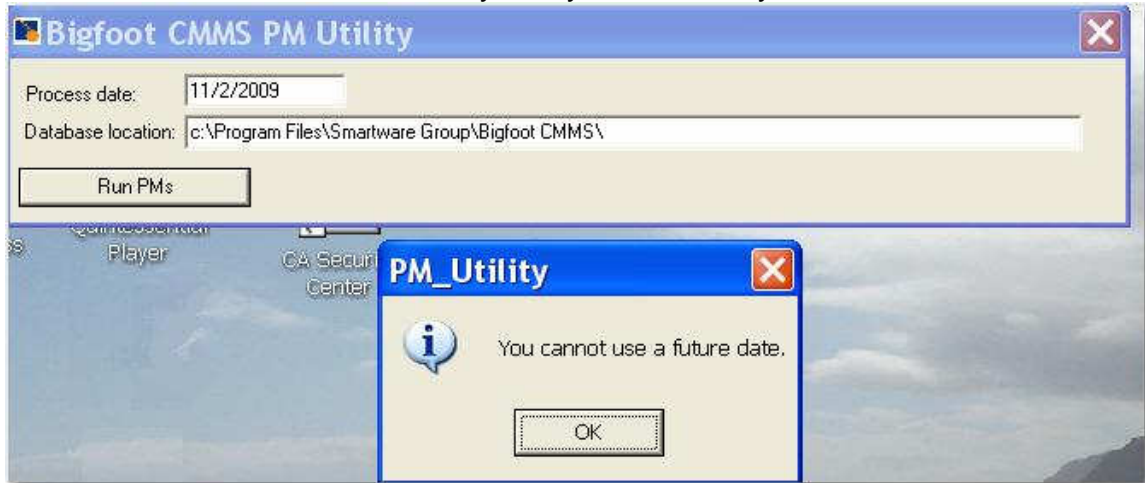 Bigfoot CMMS PM Utility
Process date: 11/2/2009
Database location: c:\Program Files\Smartware Group\Bigfoot CMMS\
Run PMs
Player
CA Securi
Center
PM_Utility
You cannot use a future date.
OK